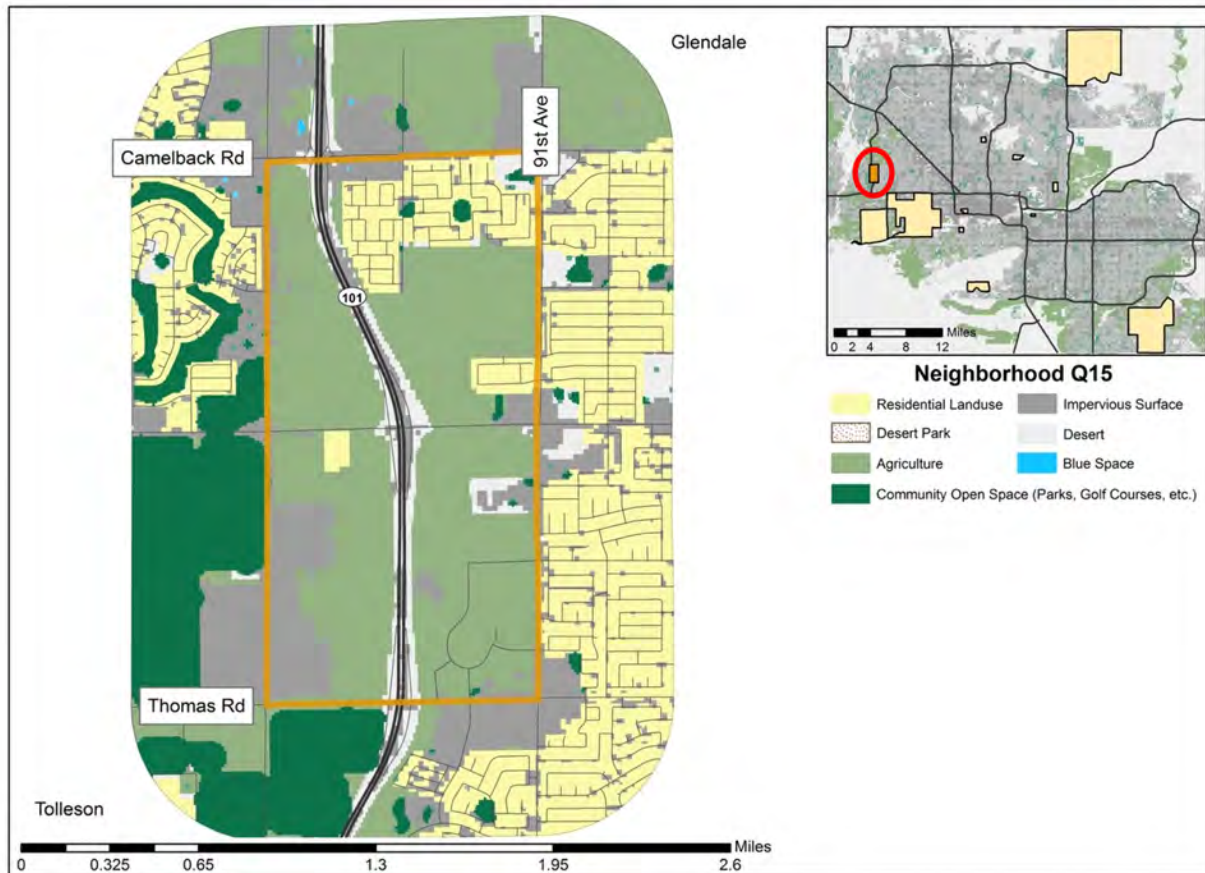 Glendale
91st Ave
Camelback Rd
101
Thomas Rd
Tolleson
Miles
0 0.325 0.65 1.3 1.95 2.6
Miles
0 2 4 8 12
Neighborhood Q15
Residential Landuse
Impervious Surface
Desert Park
Desert
Agriculture
Blue Space
Community Open Space (Parks, Golf Courses, etc.)